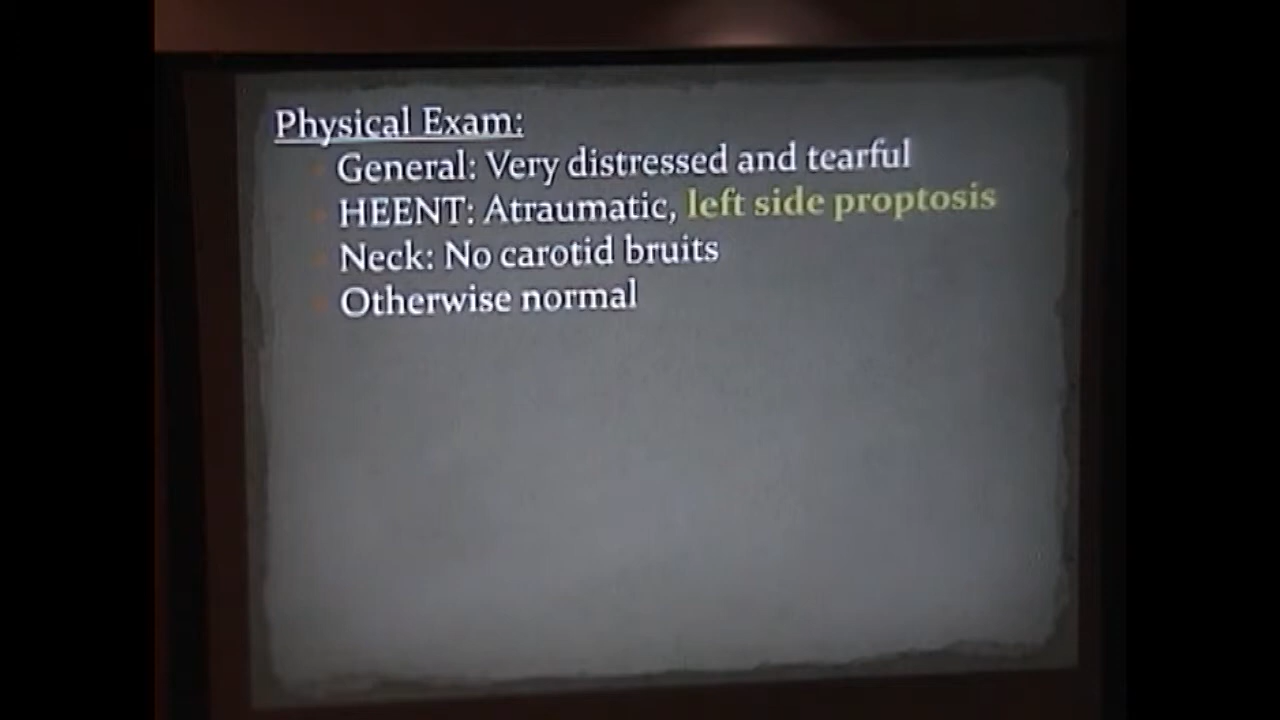 Physical Exam:
General: Very distressed and tearful
HEENT: Atraumatic, left side proptosis
Neck: No carotid bruits
Otherwise normal